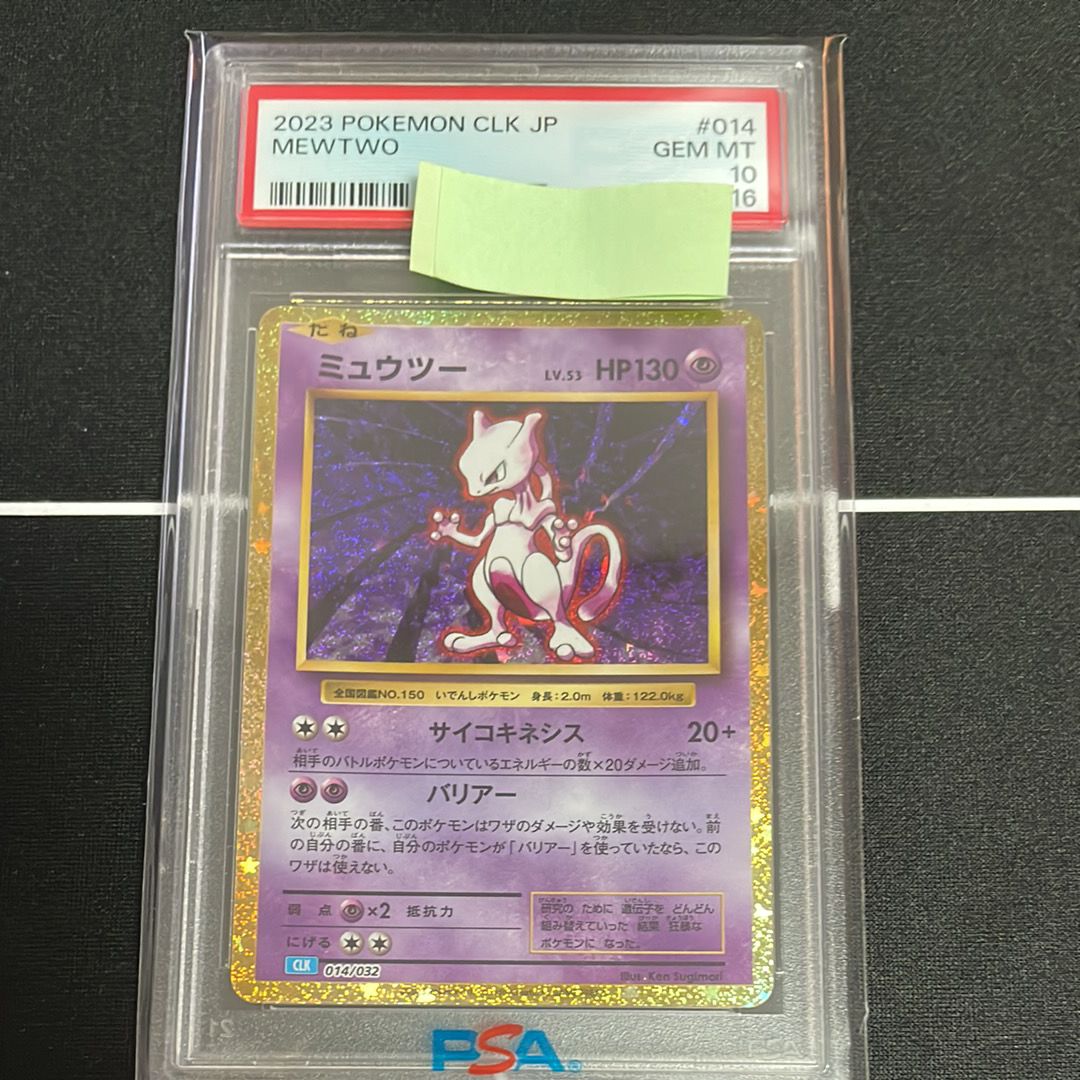 2023 POKEMON CLK JP #014
MEWTWO GEM MT
10
16
たね
ミュウツー LV.53 HP130
全国図鑑NO.150 いでんしポケモン 身長：2.0m 体重：122.0kg
サイコキネシス 20+
相手のバトルポケモンについているエネルギーの数×20ダメージ追加。
バリアー
次の相手の番、このポケモンはワザのダメージや効果を受けない。前
の自分の番に、自分のポケモンが「バリアー」を使っていたなら、この
ワザは使えない。
弱点 ×2 抵抗力
にげる
研究の ために 遺伝子を どんどん
組み替えていった 結果 狂暴な
ポケモンに なった。
CLK 014/032
Illus. Ken Sugimori
PSA